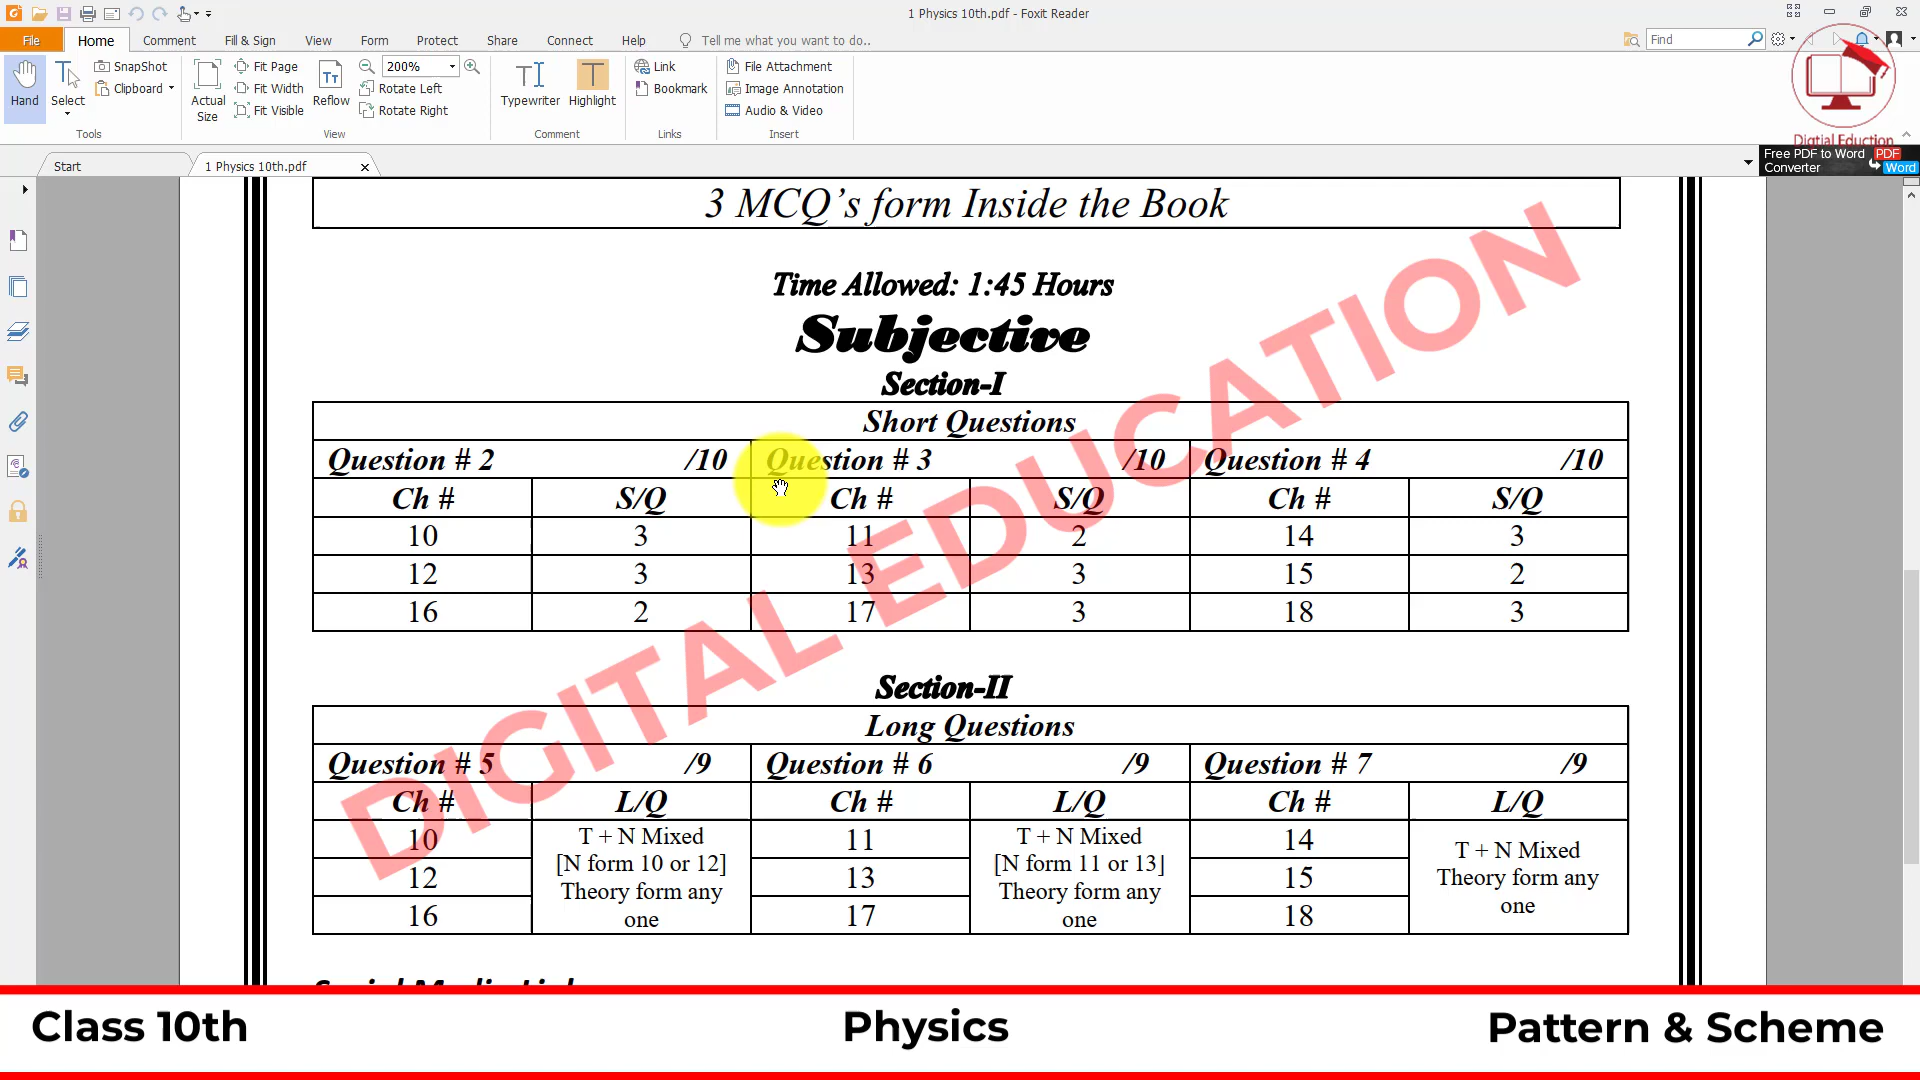 1 Physics 10th.pdf - Foxit Reader
File Home Comment Fill & Sign View Form Protect Share Connect Help Tell me what you want to do.. Find
Hand Select SnapShot Clipboard Actual Size Fit Page Fit Width Fit Visible Reflow 200% Rotate Left Rotate Right Typewriter Highlight Link Bookmark File Attachment Image Annotation Audio & Video
Tools View Comment Links Insert
Digtial Eduction
Start 1 Physics 10th.pdf
Free PDF to Word Converter PDF Word
3 MCQ's form Inside the Book
Time Allowed: 1:45 Hours
Subjective
Section-I
Short Questions
Question # 2 /10 Question # 3 /10 Question # 4 /10
Ch # S/Q Ch # S/Q Ch # S/Q
10 3 11 2 14 3
12 3 13 3 15 2
16 2 17 3 18 3
DIGITAL EDUCATION
Section-II
Long Questions
Question # 5 /9 Question # 6 /9 Question # 7 /9
Ch # L/Q Ch # L/Q Ch # L/Q
10 11 14
12 13 15
16 17 18
T + N Mixed
[N form 10 or 12]
Theory form any
one
T + N Mixed
[N form 11 or 13]
Theory form any
one
T + N Mixed
Theory form any
one
Class 10th Physics Pattern & Scheme